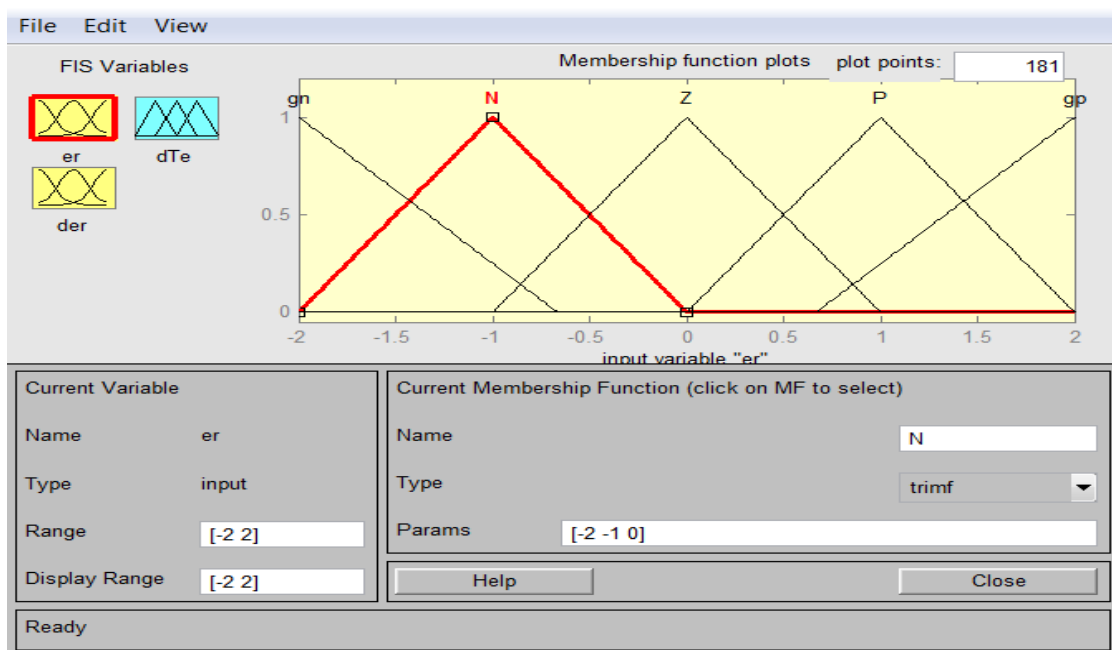 File Edit View
FIS Variables
Membership function plots plot points: 181
er
dTe
der
gn N Z P gp
1
0.5
0
-2 -1.5 -1 -0.5 0 0.5 1 1.5 2
input variable "er"
Current Variable
Name er
Type input
Range [-2 2]
Display Range [-2 2]
Current Membership Function (click on MF to select)
Name N
Type trimf
Params [-2 -1 0]
Help Close
Ready